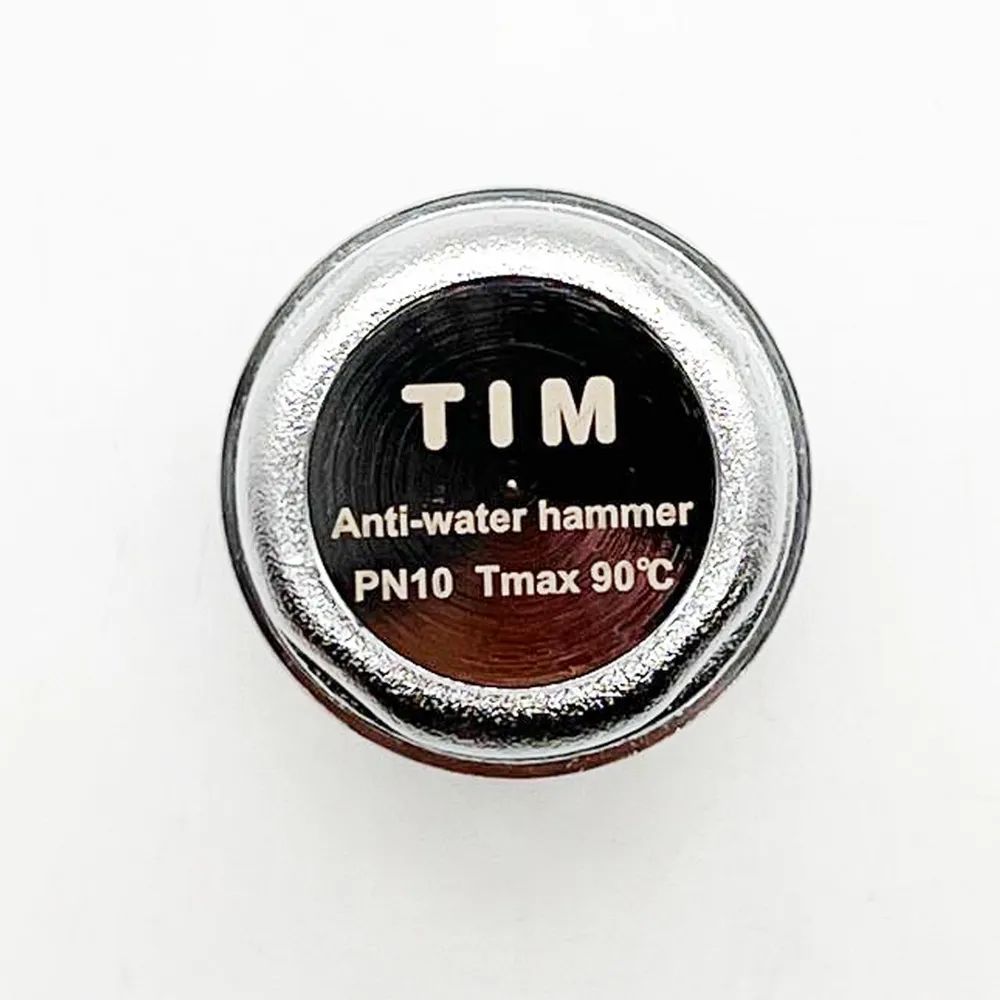 TIM
Anti-water hammer
PN10 Tmax 90℃